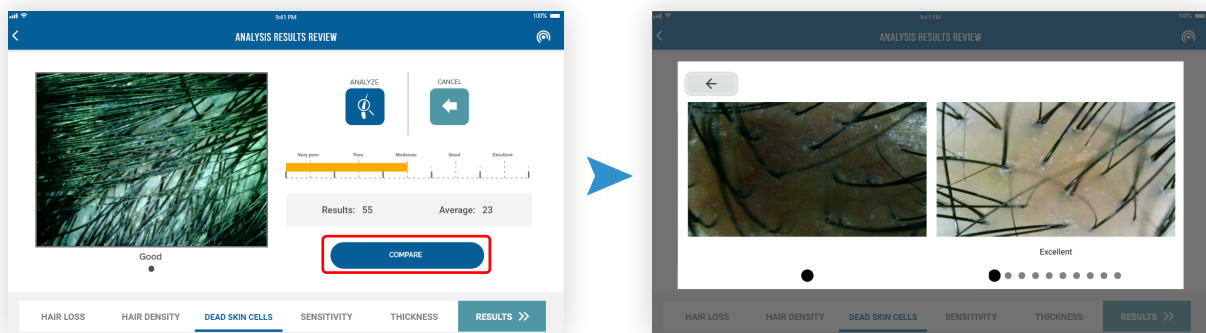 9:41 PM
100%
ANALYSIS RESULTS REVIEW
ANALYZE
CANCEL
Very poor
Poor
Moderate
Good
Excellent
Results: 55
Average: 23
COMPARE
Good
HAIR LOSS
HAIR DENSITY
DEAD SKIN CELLS
SENSITIVITY
THICKNESS
RESULTS
9:41 PM
100%
ANALYSIS RESULTS REVIEW
Excellent
HAIR LOSS
HAIR DENSITY
DEAD SKIN CELLS
SENSITIVITY
THICKNESS
RESULTS